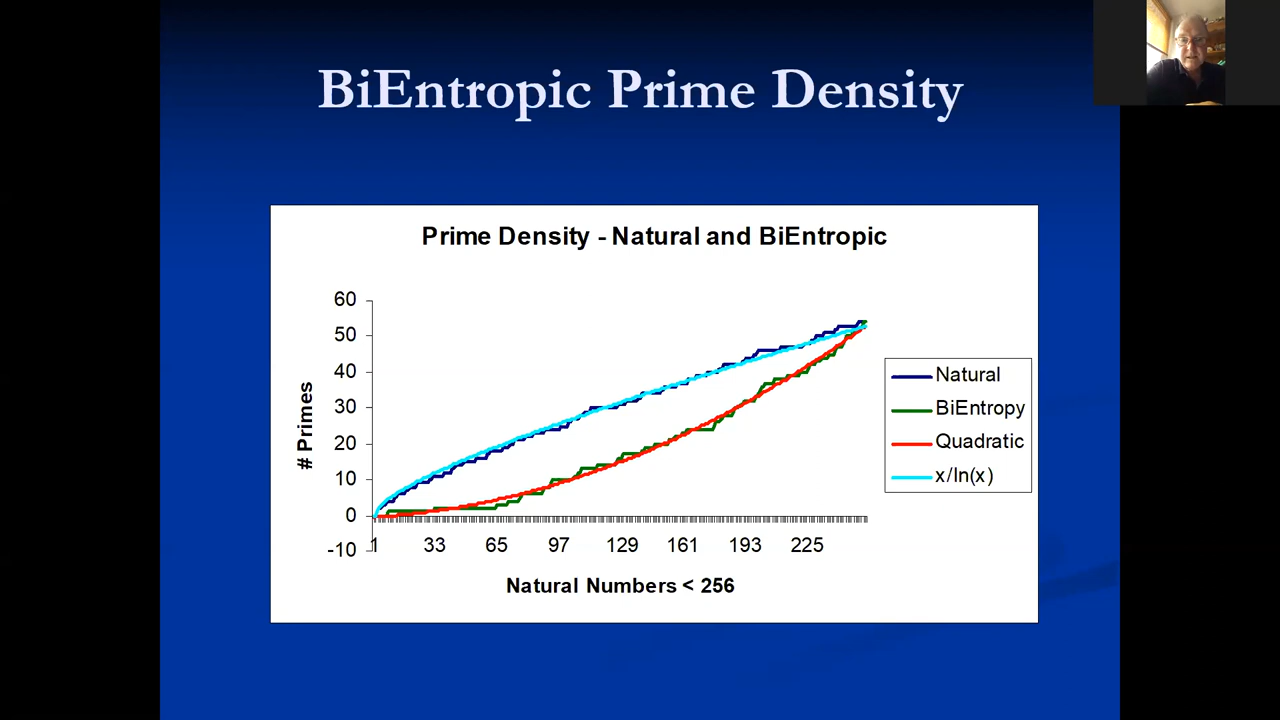 BiEntropic Prime Density
Prime Density - Natural and BiEntropic
60
50
40
30
20
10
0
-10
# Primes
1 33 65 97 129 161 193 225
Natural Numbers < 256
Natural
BiEntropy
Quadratic
x/ln(x)